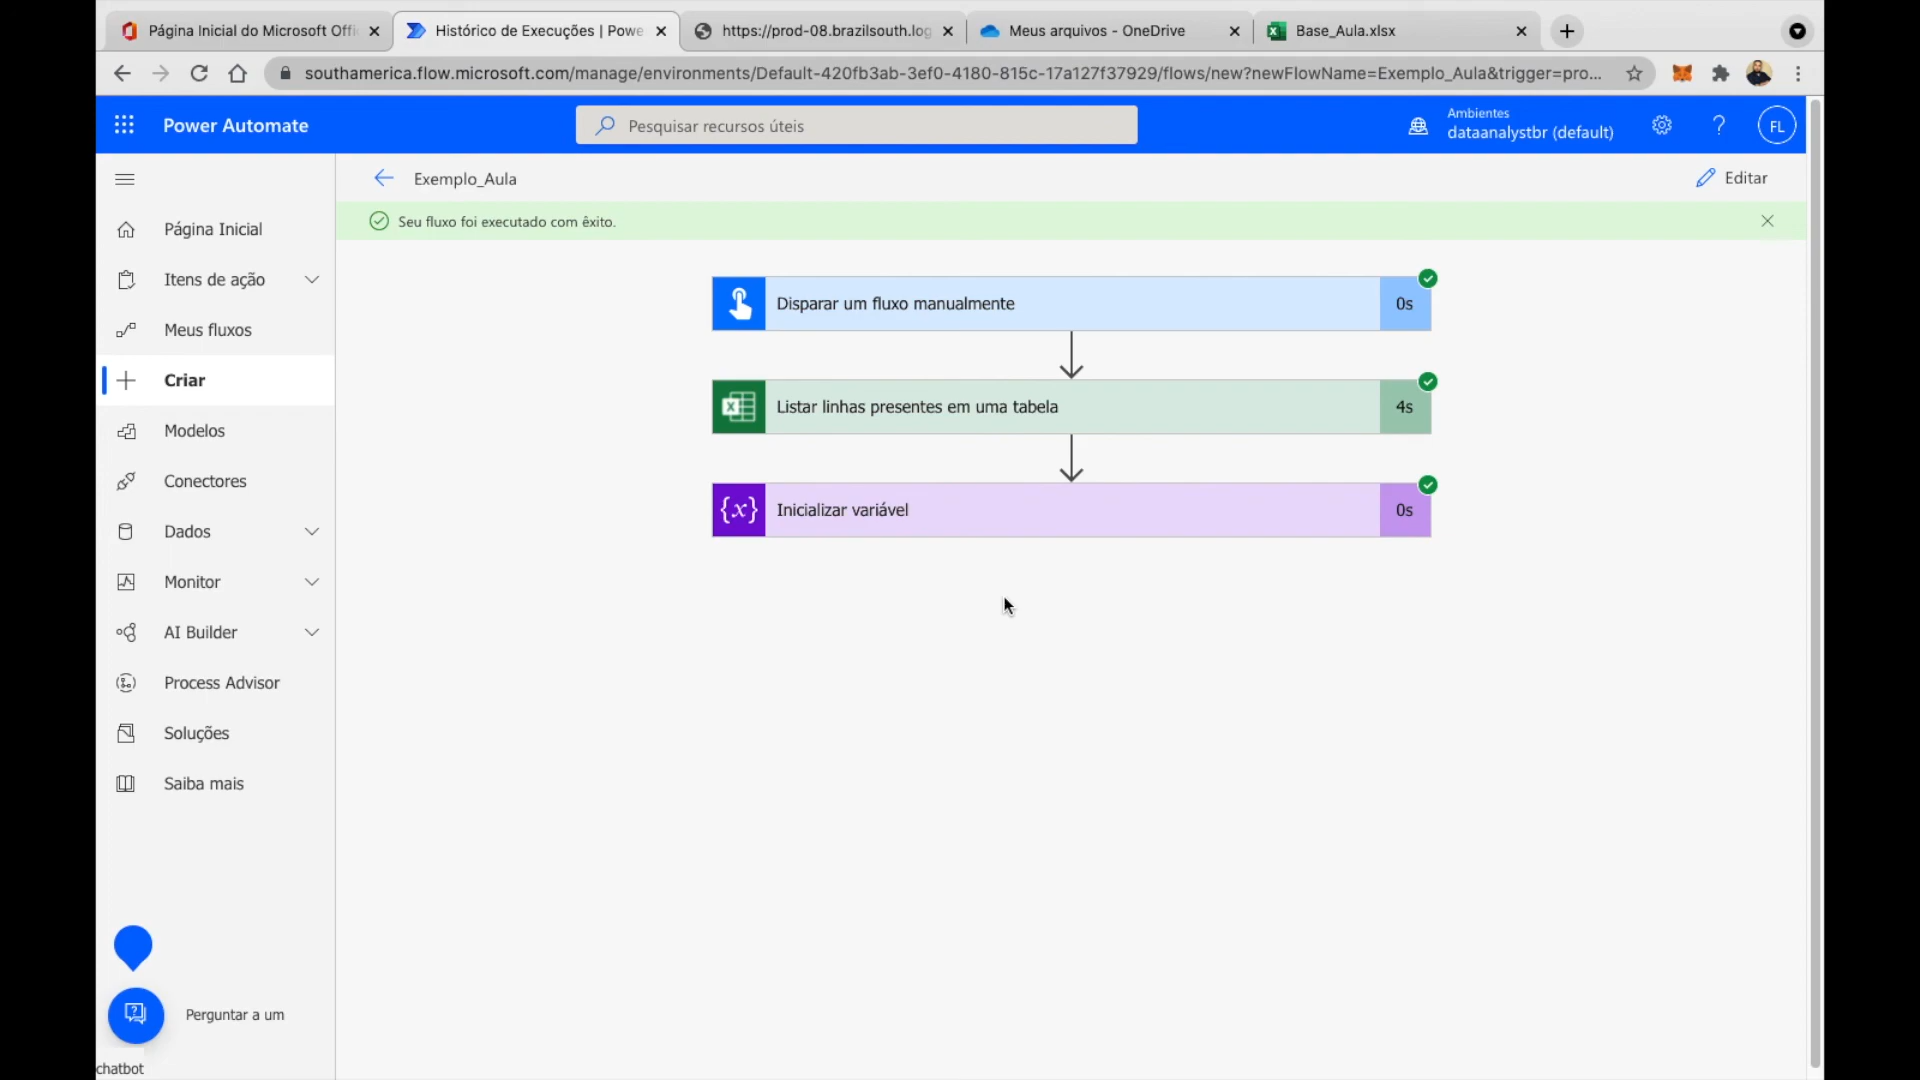 Página Inicial do Microsoft Offi
Histórico de Execuções | Powe
https://prod-08.brazilsouth.log
Meus arquivos - OneDrive
Base_Aula.xlsx
southamerica.flow.microsoft.com/manage/environments/Default-420fb3ab-3ef0-4180-815c-17a127f37929/flows/new?newFlowName=Exemplo_Aula&trigger=pro...
Power Automate
Pesquisar recursos úteis
Ambientes
dataanalystbr (default)
?
FL
Exemplo_Aula
Editar
Seu fluxo foi executado com êxito.
Página Inicial
Itens de ação
Meus fluxos
Criar
Modelos
Conectores
Dados
Monitor
AI Builder
Process Advisor
Soluções
Saiba mais
Disparar um fluxo manualmente
0s
Listar linhas presentes em uma tabela
4s
{x}
Inicializar variável
0s
Perguntar a um
chatbot